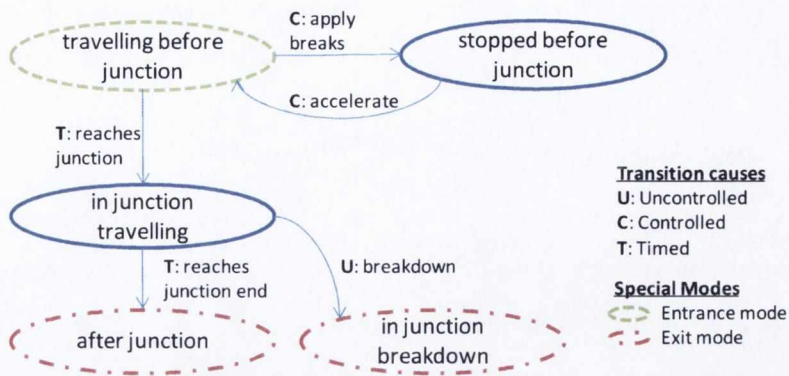 travelling before
junction
C: apply
breaks
stopped before
junction
C: accelerate
T: reaches
junction
in junction
travelling
T: reaches
junction end
U: breakdown
after junction
in junction
breakdown
Transition causes
U: Uncontrolled
C: Controlled
T: Timed
Special Modes
Entrance mode
Exit mode